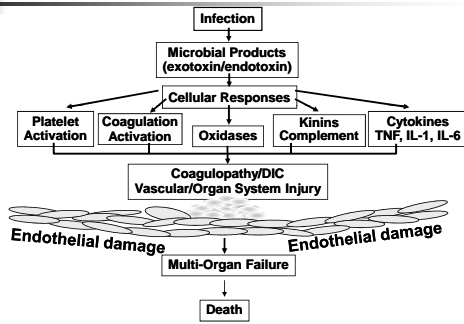 Infection
Microbial Products
(exotoxin/endotoxin)
Cellular Responses
Platelet
Activation
Coagulation
Activation
Oxidases
Kinins
Complement
Cytokines
TNF, IL-1, IL-6
Coagulopathy/DIC
Vascular/Organ System Injury
Endothelial damage
Endothelial damage
Multi-Organ Failure
Death